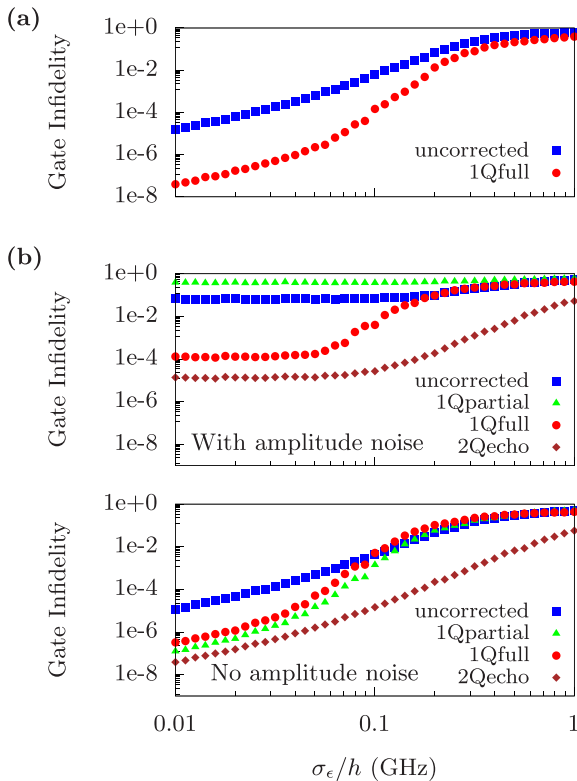 (a)
Gate Infidelity
1e+0
1e-2
1e-4
1e-6
1e-8
uncorrected
1Qfull
(b)
Gate Infidelity
1e+0
1e-2
1e-4
1e-6
1e-8
uncorrected
1Qpartial
1Qfull
2Qecho
With amplitude noise
Gate Infidelity
1e+0
1e-2
1e-4
1e-6
1e-8
uncorrected
1Qpartial
1Qfull
2Qecho
No amplitude noise
0.01 0.1 1
σϵ/h (GHz)